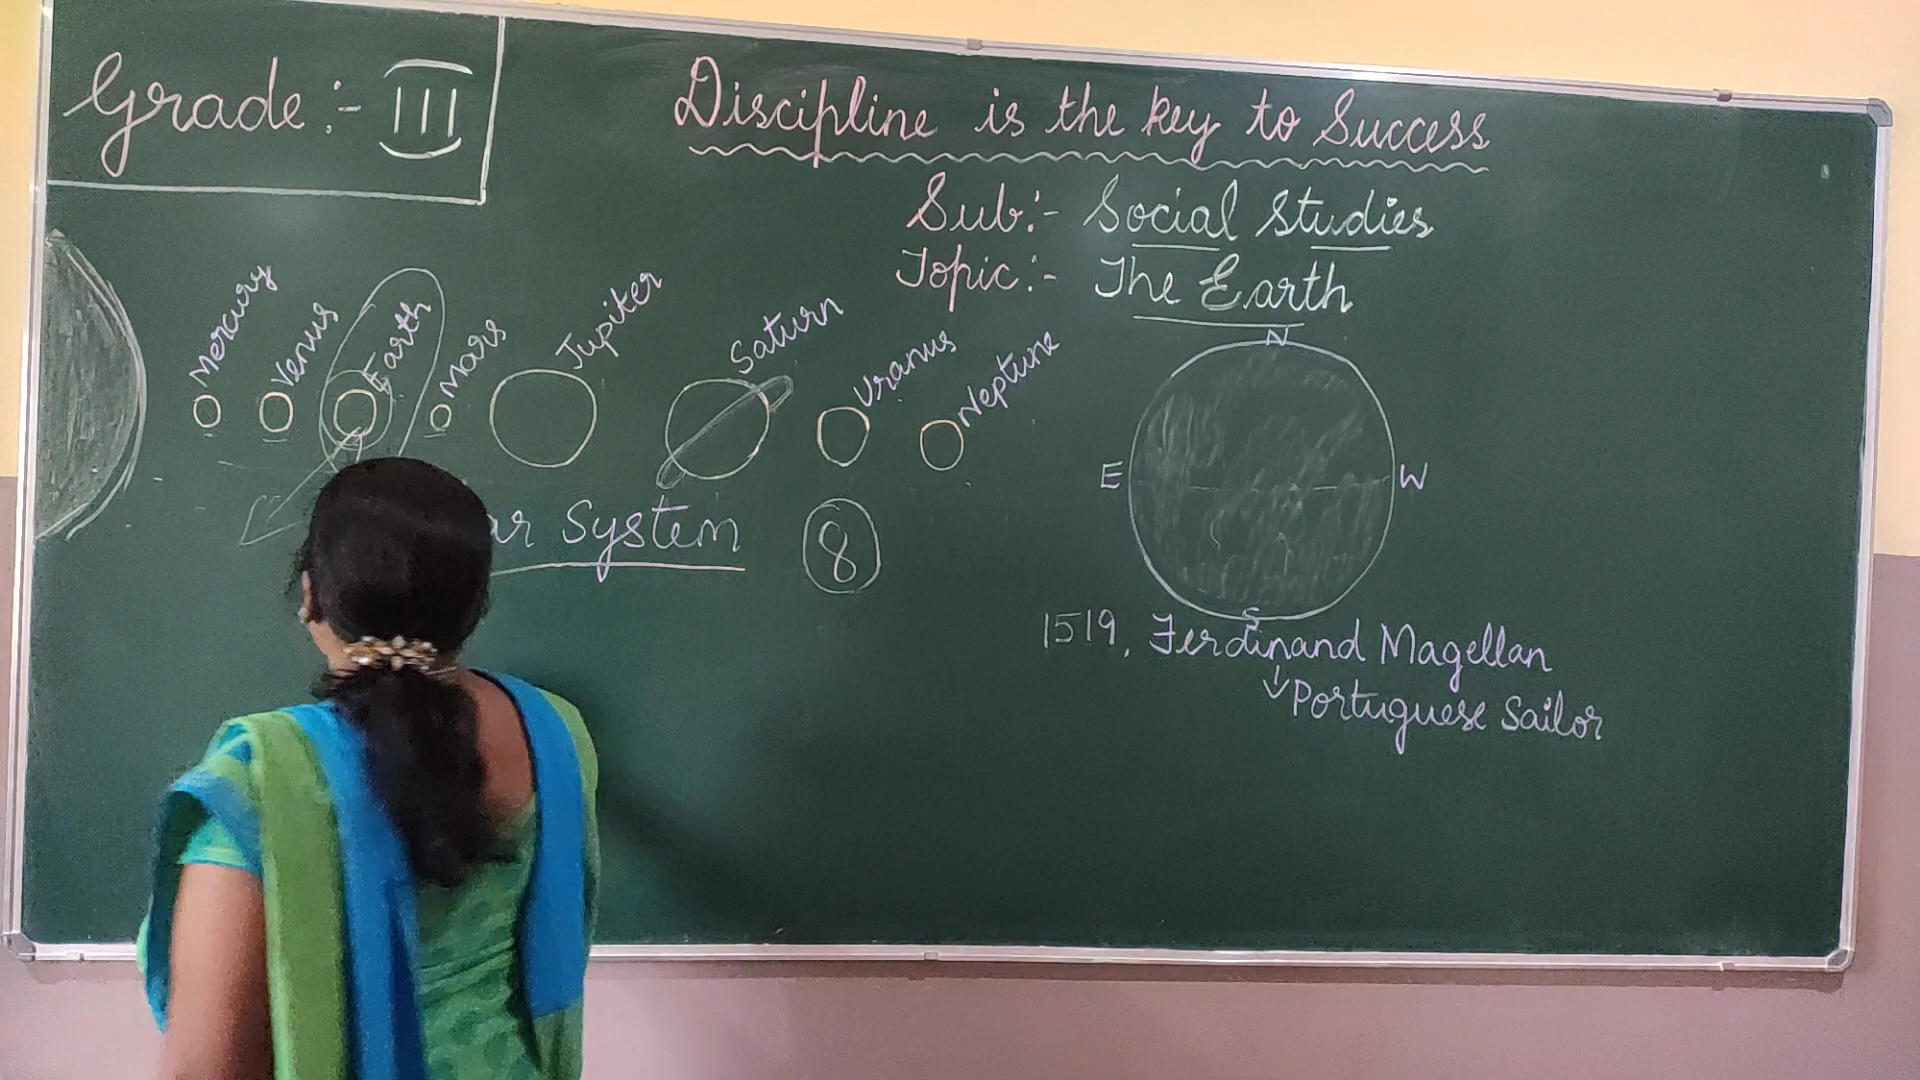 Grade:- III
Discipline is the key to Success
Sub:- Social Studies
Topic:- The Earth
Mercury
Venus
Earth
Mars
Jupiter
Saturn
Uranus
Neptune
ar System
8
N
E
W
S
1519, Ferdinand Magellan
Portuguese Sailor